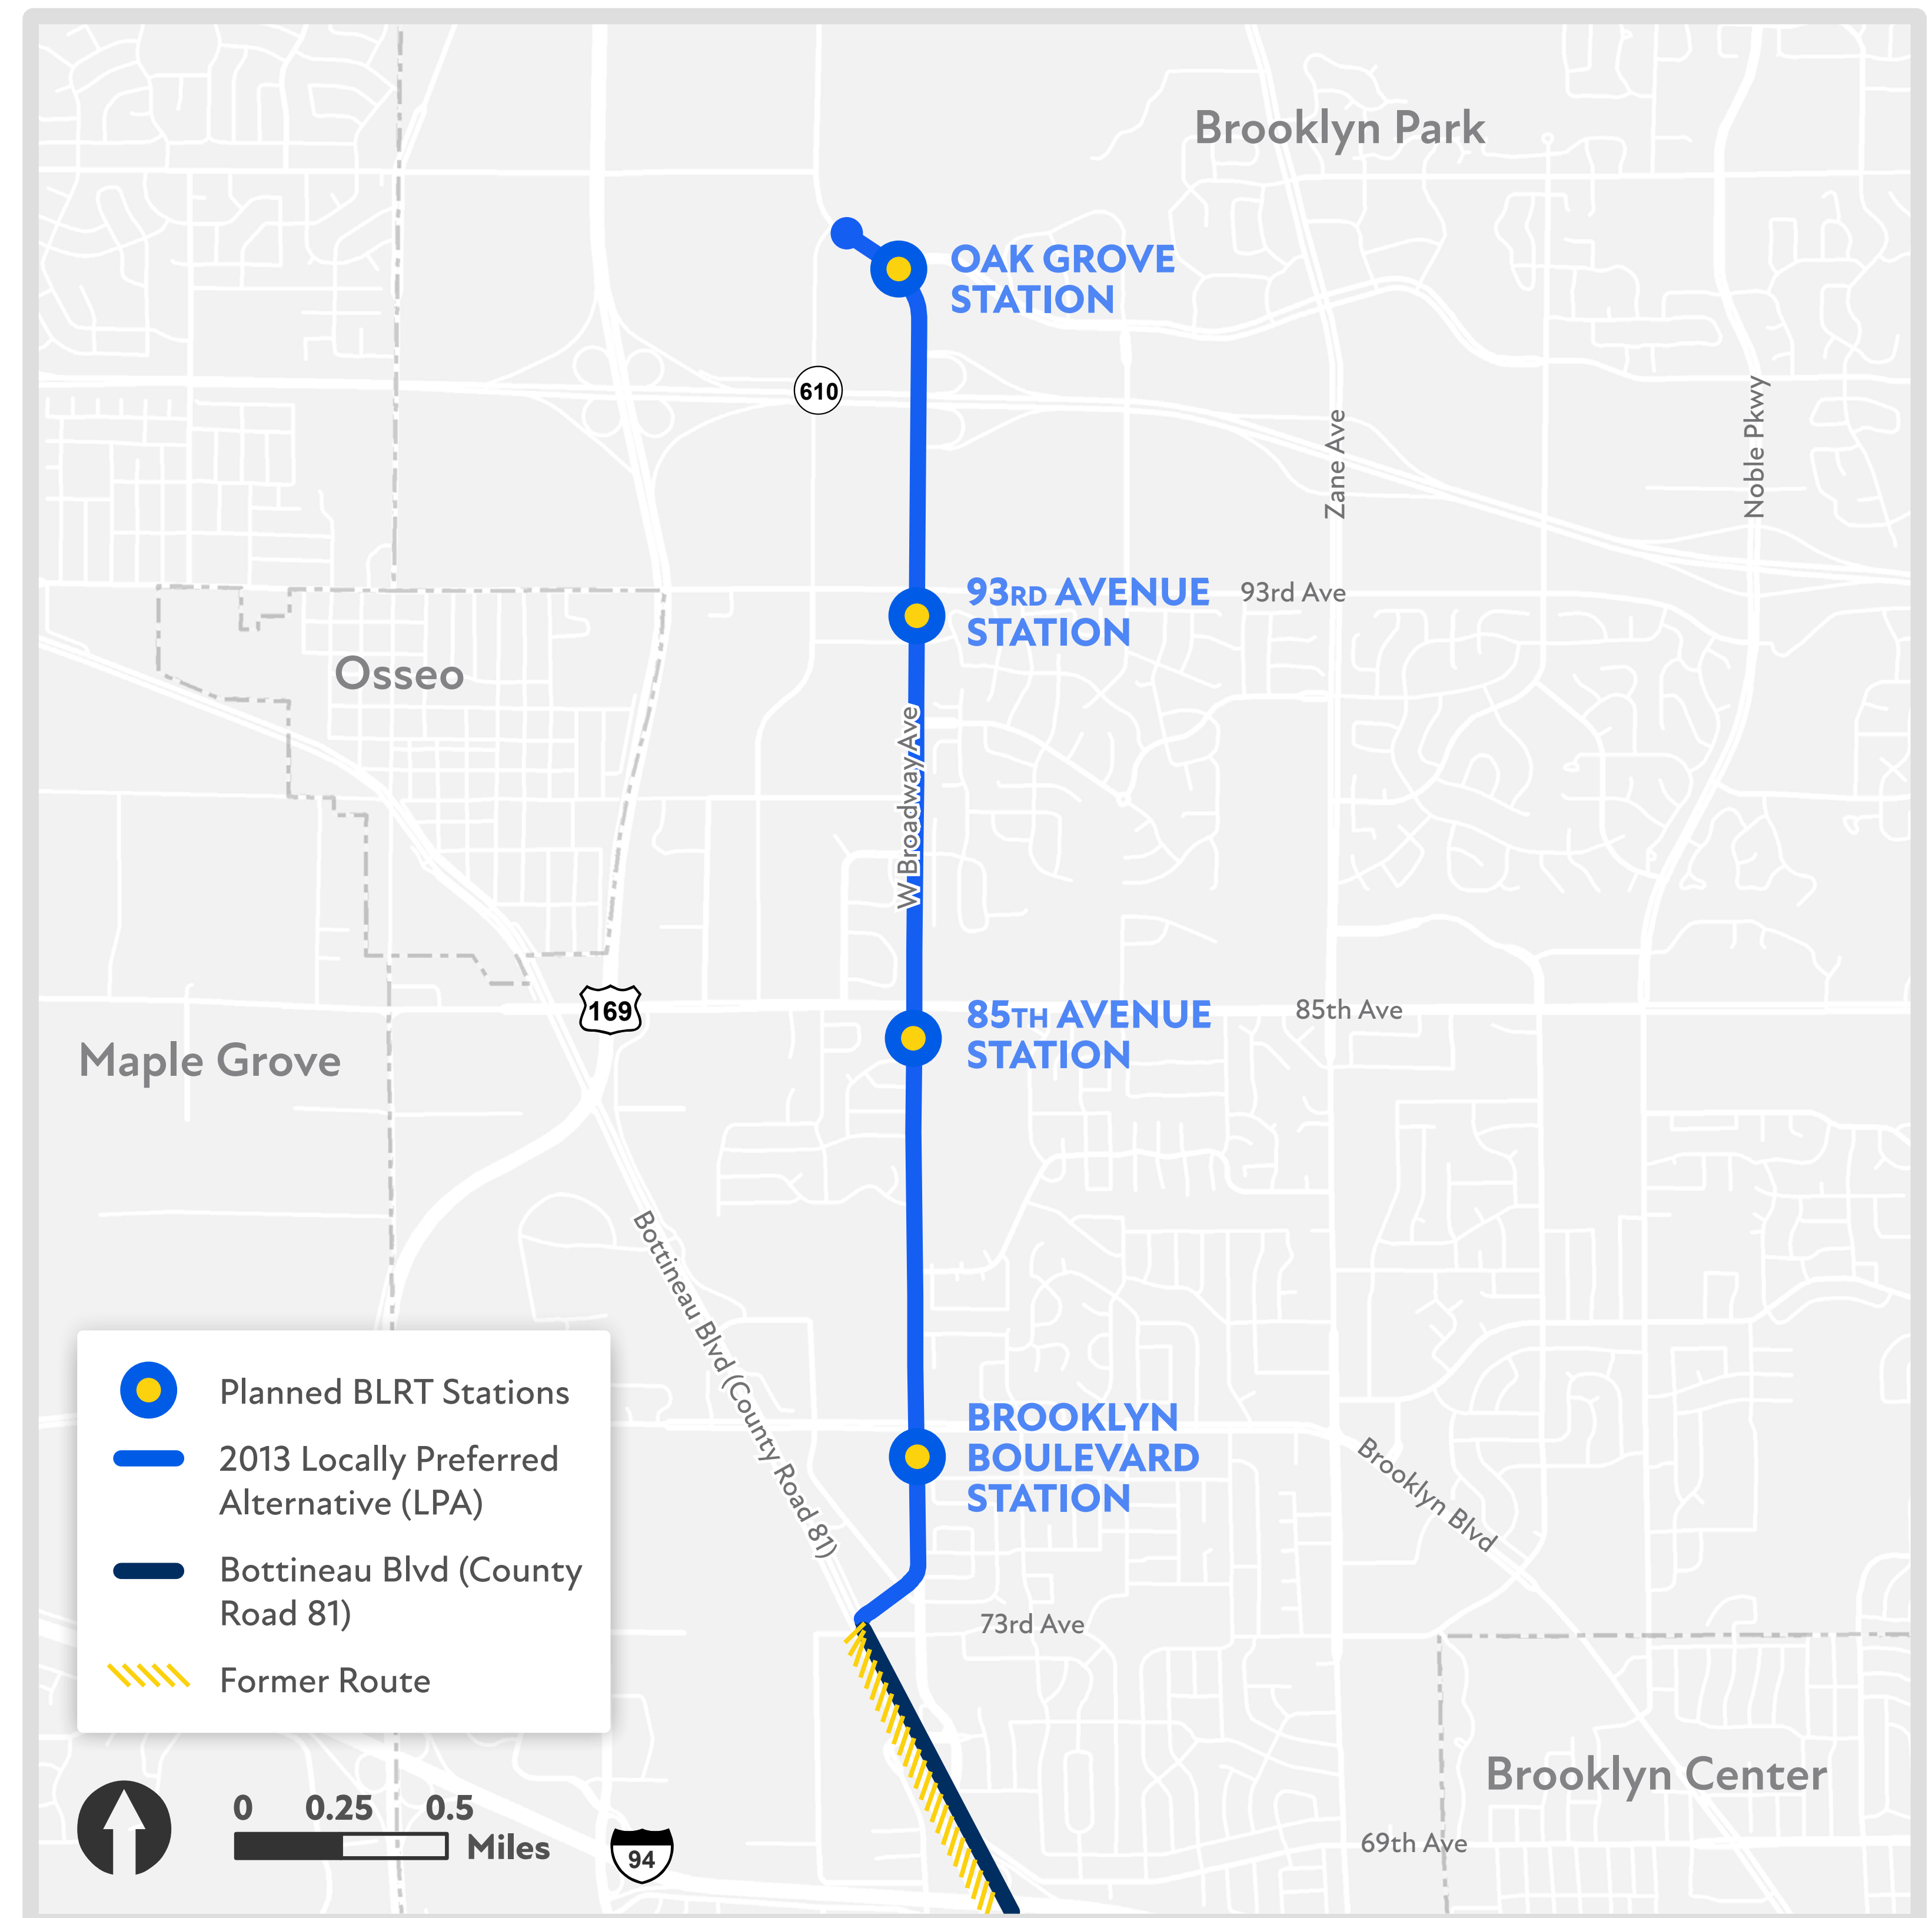 Brooklyn Park
OAK GROVE
STATION
610
Zane Ave
Noble Pkwy
93RD AVENUE
STATION
93rd Ave
Osseo
W Broadway Ave
169
85TH AVENUE
STATION
85th Ave
Maple Grove
Bottineau Blvd (County Road 81)
BROOKLYN
BOULEVARD
STATION
Brooklyn Blvd
73rd Ave
Planned BLRT Stations
2013 Locally Preferred
Alternative (LPA)
Bottineau Blvd (County
Road 81)
Former Route
Brooklyn Center
0 0.25 0.5
Miles
94
69th Ave